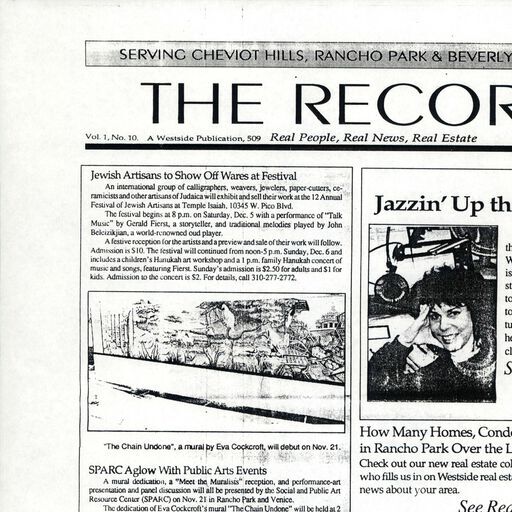 SERVING CHEVIOT HILLS, RANCHO PARK & BEVERLY
THE RECOR
Vol. 1, No. 10. A Westside Publication, 509 Real People, Real News, Real Estate
Jewish Artisans to Show Off Wares at Festival
An international group of calligraphers, weavers, jewelers, paper-cutters, ce-
ramicists and other artisans of Judaica will exhibit and sell their work at the 12 Annual
Festival of Jewish Artisans at Temple Isaiah, 10345 W. Pico Blvd.
The festival begins at 8 p.m. on Saturday, Dec. 5 with a performance of "Talk
Music" by Gerald Fierst, a storyteller, and traditional melodies played by John
Beleizikjian, a world-renowned oud player.
A festive reception for the artists and a preview and sale of their work will follow.
Admission is $10. The festival will continue from noon-5 p.m. Sunday, Dec. 6 and
includes a children's Hanukah art workshop and a 1 p.m. family Hanukah concert of
music and songs, featuring Fierst. Sunday's admission is $2.50 for adults and $1 for
kids. Admission to the concert is $2. For details, call 310-277-2772.
"The Chain Undone", a mural by Eva Cockcroft, will debut on Nov. 21.
SPARC Aglow With Public Arts Events
A mural dedication, a "Meet the Muralists" reception, and performance-art
presentation and panel discussion will all be presented by the Social and Public Art
Resource Center (SPARC) on Nov. 21 in Rancho Park and Venice.
The dedication of Eva Cockcroft's mural "The Chain Undone" will be held at 2
Jazzin' Up th
th
W
is
st
to
to
tu
he
cl
S
How Many Homes, Condo
in Rancho Park Over the L
Check out our new real estate col
who fills us in on Westside real est
news about your area.
See Rea